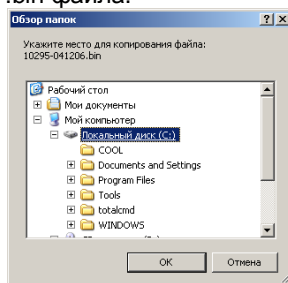 .bin файла.
Обзор папок
Укажите место для копирования файла:
10295-041206.bin
Рабочий стол
Мои документы
Мой компьютер
Локальный диск (C:)
COOL
Documents and Settings
Program Files
Tools
totalcmd
WINDOWS
OK
Отмена